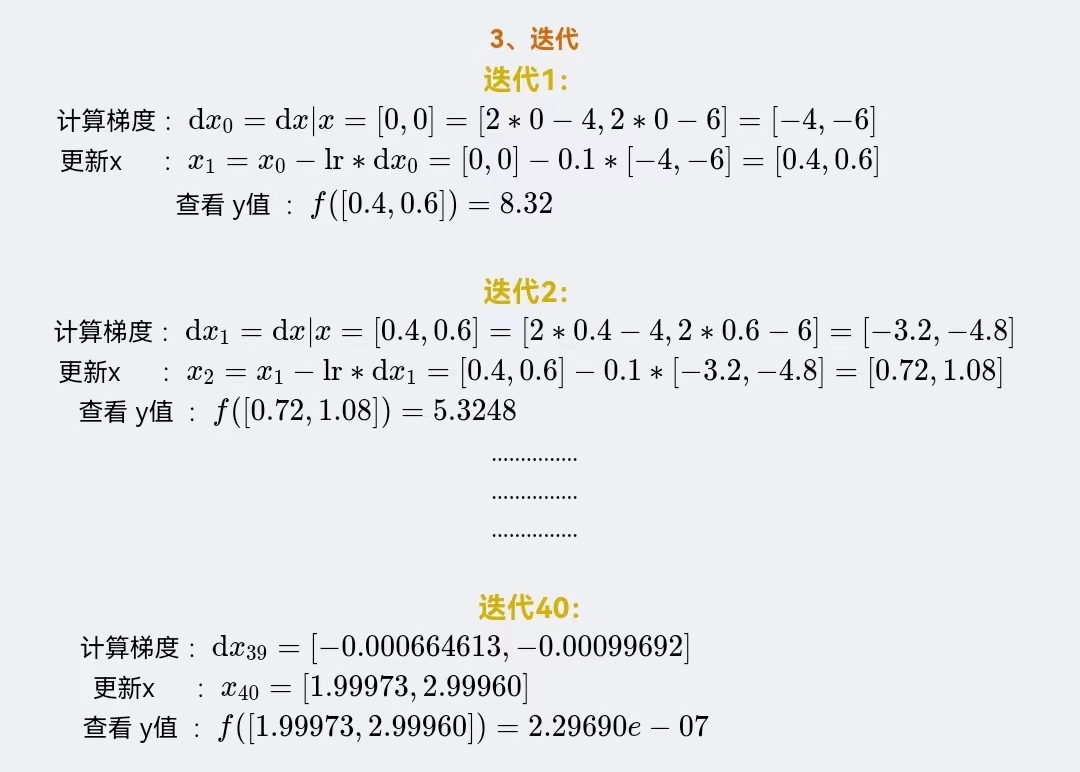 3、迭代
迭代1:
计算梯度 : dx₀ = dx|x = [0, 0] = [2 ∗ 0 − 4, 2 ∗ 0 − 6] = [−4, −6]
更新x : x₁ = x₀ − lr ∗ dx₀ = [0, 0] − 0.1 ∗ [−4, −6] = [0.4, 0.6]
查看 y值 : f([0.4, 0.6]) = 8.32
迭代2:
计算梯度 : dx₁ = dx|x = [0.4, 0.6] = [2 ∗ 0.4 − 4, 2 ∗ 0.6 − 6] = [−3.2, −4.8]
更新x : x₂ = x₁ − lr ∗ dx₁ = [0.4, 0.6] − 0.1 ∗ [−3.2, −4.8] = [0.72, 1.08]
查看 y值 : f([0.72, 1.08]) = 5.3248
...............
...............
...............
迭代40:
计算梯度 : dx₃₉ = [−0.000664613, −0.00099692]
更新x : x₄₀ = [1.99973, 2.99960]
查看 y值 : f([1.99973, 2.99960]) = 2.29690e − 07